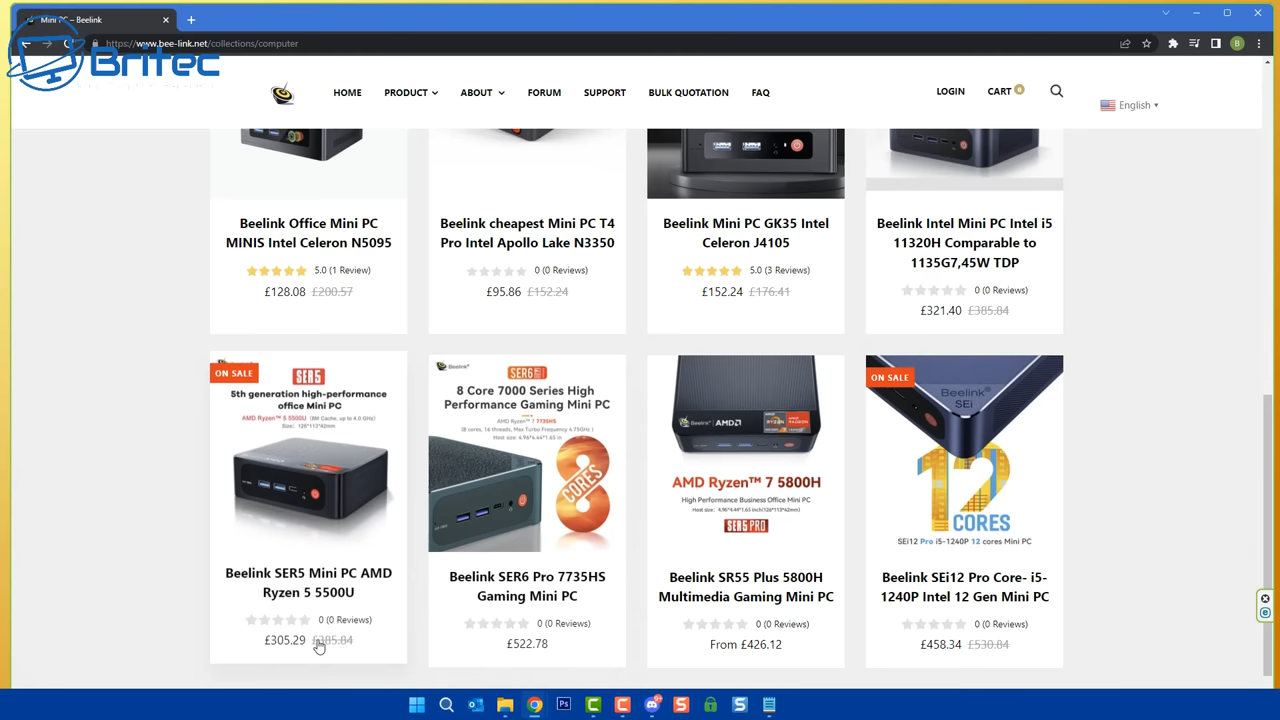 Mini PC – Beelink
https://www.bee-link.net/collections/computer
Britec
HOME PRODUCT ABOUT FORUM SUPPORT BULK QUOTATION FAQ LOGIN CART 0
English
Beelink Office Mini PC
MINIS Intel Celeron N5095
5.0 (1 Review)
£128.08 £200.57
Beelink cheapest Mini PC T4
Pro Intel Apollo Lake N3350
0 (0 Reviews)
£95.86 £152.24
Beelink Mini PC GK35 Intel
Celeron J4105
5.0 (3 Reviews)
£152.24 £176.41
Beelink Intel Mini PC Intel i5
11320H Comparable to
1135G7,45W TDP
0 (0 Reviews)
£321.40 £385.84
ON SALE
SER5
5th generation high-performance
office Mini PC
AMD Ryzen™ 5 5500U (8M Cache, up to 4.0 GHz)
Size: 126*113*42mm
Beelink SER5 Mini PC AMD
Ryzen 5 5500U
0 (0 Reviews)
£305.29 £385.84
Beelink
SER6
8 Core 7000 Series High
Performance Gaming Mini PC
AMD Ryzen™ 7 7735HS
(8 cores, 16 threads, Max Turbo Frequency 4.75GHz)
Host size: 4.96*4.44*1.65 in
8
CORES
Beelink SER6 Pro 7735HS
Gaming Mini PC
0 (0 Reviews)
£522.78
Beelink AMD
RYZEN
RADEON
AMD Ryzen™ 7 5800H
High Performance Business Office Mini PC
Host size: 4.96*4.44*1.65 inch(126*113*42mm)
SER5 PRO
Beelink SR55 Plus 5800H
Multimedia Gaming Mini PC
0 (0 Reviews)
From £426.12
ON SALE
Beelink®
SEi
12
CORES
SEi12 Pro i5-1240P 12 cores Mini PC
Beelink SEi12 Pro Core- i5-
1240P Intel 12 Gen Mini PC
0 (0 Reviews)
£458.34 £530.84